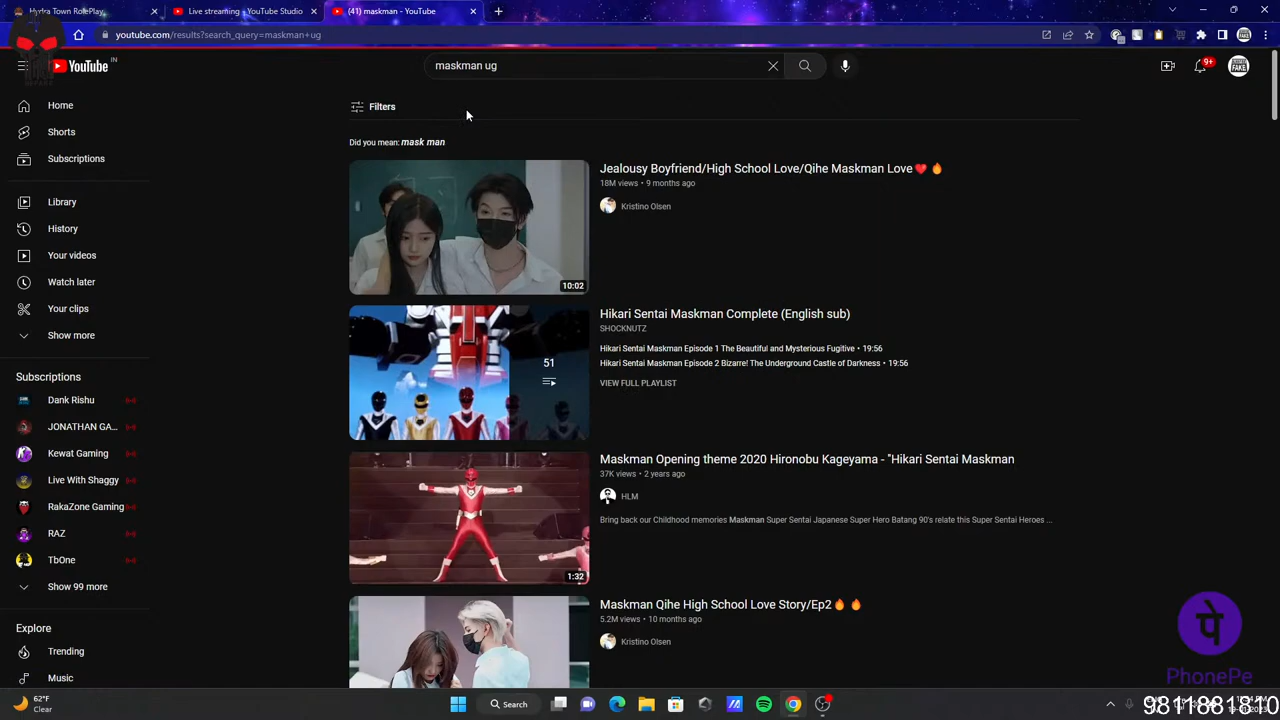 Hydra Town RolePlay
Live streaming - YouTube Studio
(41) maskman - YouTube
youtube.com/results?search_query=maskman+ug
YouTube IN
maskman ug
9+
Home
Shorts
Subscriptions
Library
History
Your videos
Watch later
Your clips
Show more
Subscriptions
Dank Rishu
JONATHAN GA...
Kewat Gaming
Live With Shaggy
RakaZone Gaming
RAZ
TbOne
Show 99 more
Explore
Trending
Music
Filters
Did you mean: mask man
10:02
Jealousy Boyfriend/High School Love/Qihe Maskman Love❤️🔥
18M views • 9 months ago
Kristino Olsen
51
Hikari Sentai Maskman Complete (English sub)
SHOCKNUTZ
Hikari Sentai Maskman Episode 1 The Beautiful and Mysterious Fugitive • 19:56
Hikari Sentai Maskman Episode 2 Bizarre! The Underground Castle of Darkness • 19:56
VIEW FULL PLAYLIST
1:32
Maskman Opening theme 2020 Hironobu Kageyama - "Hikari Sentai Maskman
37K views • 2 years ago
HLM
Bring back our Childhood memories Maskman Super Sentai Japanese Super Hero Batang 90's relate this Super Sentai Heroes ...
Maskman Qihe High School Love Story/Ep2🔥🔥
5.2M views • 10 months ago
Kristino Olsen
पे
PhonePe
9811881810
62°F
Clear
Search